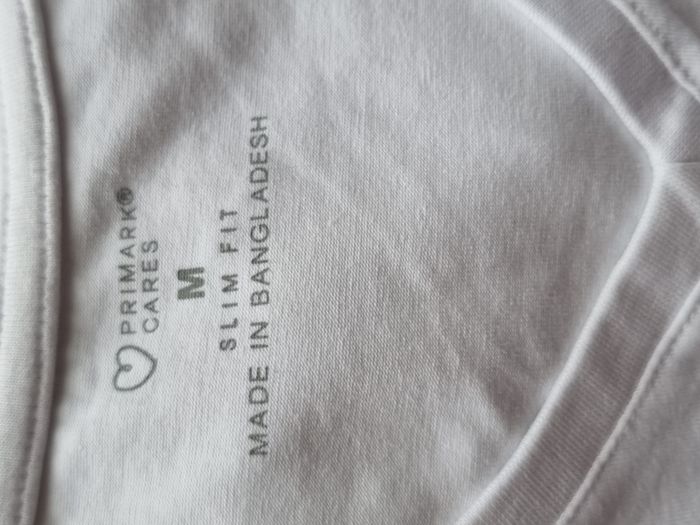 PRIMARK®
CARES
M
SLIM FIT
MADE IN BANGLADESH